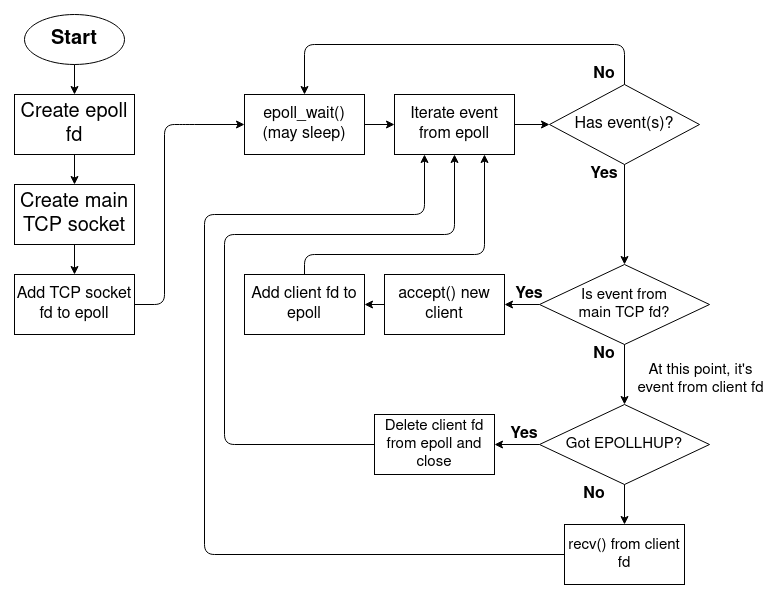 Start
Create epoll
fd
Create main
TCP socket
Add TCP socket
fd to epoll
epoll_wait()
(may sleep)
Iterate event
from epoll
No
Has event(s)?
Yes
Is event from
main TCP fd?
Yes
accept() new
client
Add client fd to
epoll
No
At this point, it's
event from client fd
Got EPOLLHUP?
Yes
Delete client fd
from epoll and
close
No
recv() from client
fd